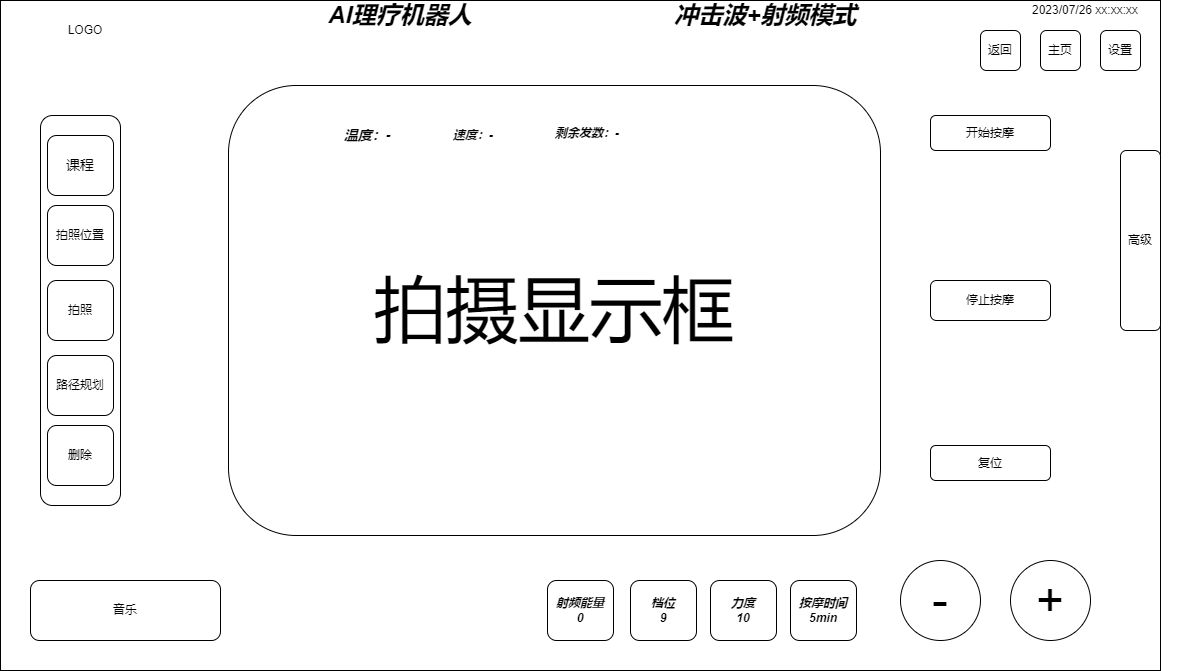 AI理疗机器人
冲击波+射频模式
2023/07/26 xx:xx:xx
LOGO
返回
主页
设置
温度：-
速度：-
剩余发数：-
开始按摩
课程
拍照位置
高级
拍照
拍摄显示框
停止按摩
路径规划
删除
复位
音乐
射频能量
0
档位
9
力度
10
按摩时间
5min
-
+